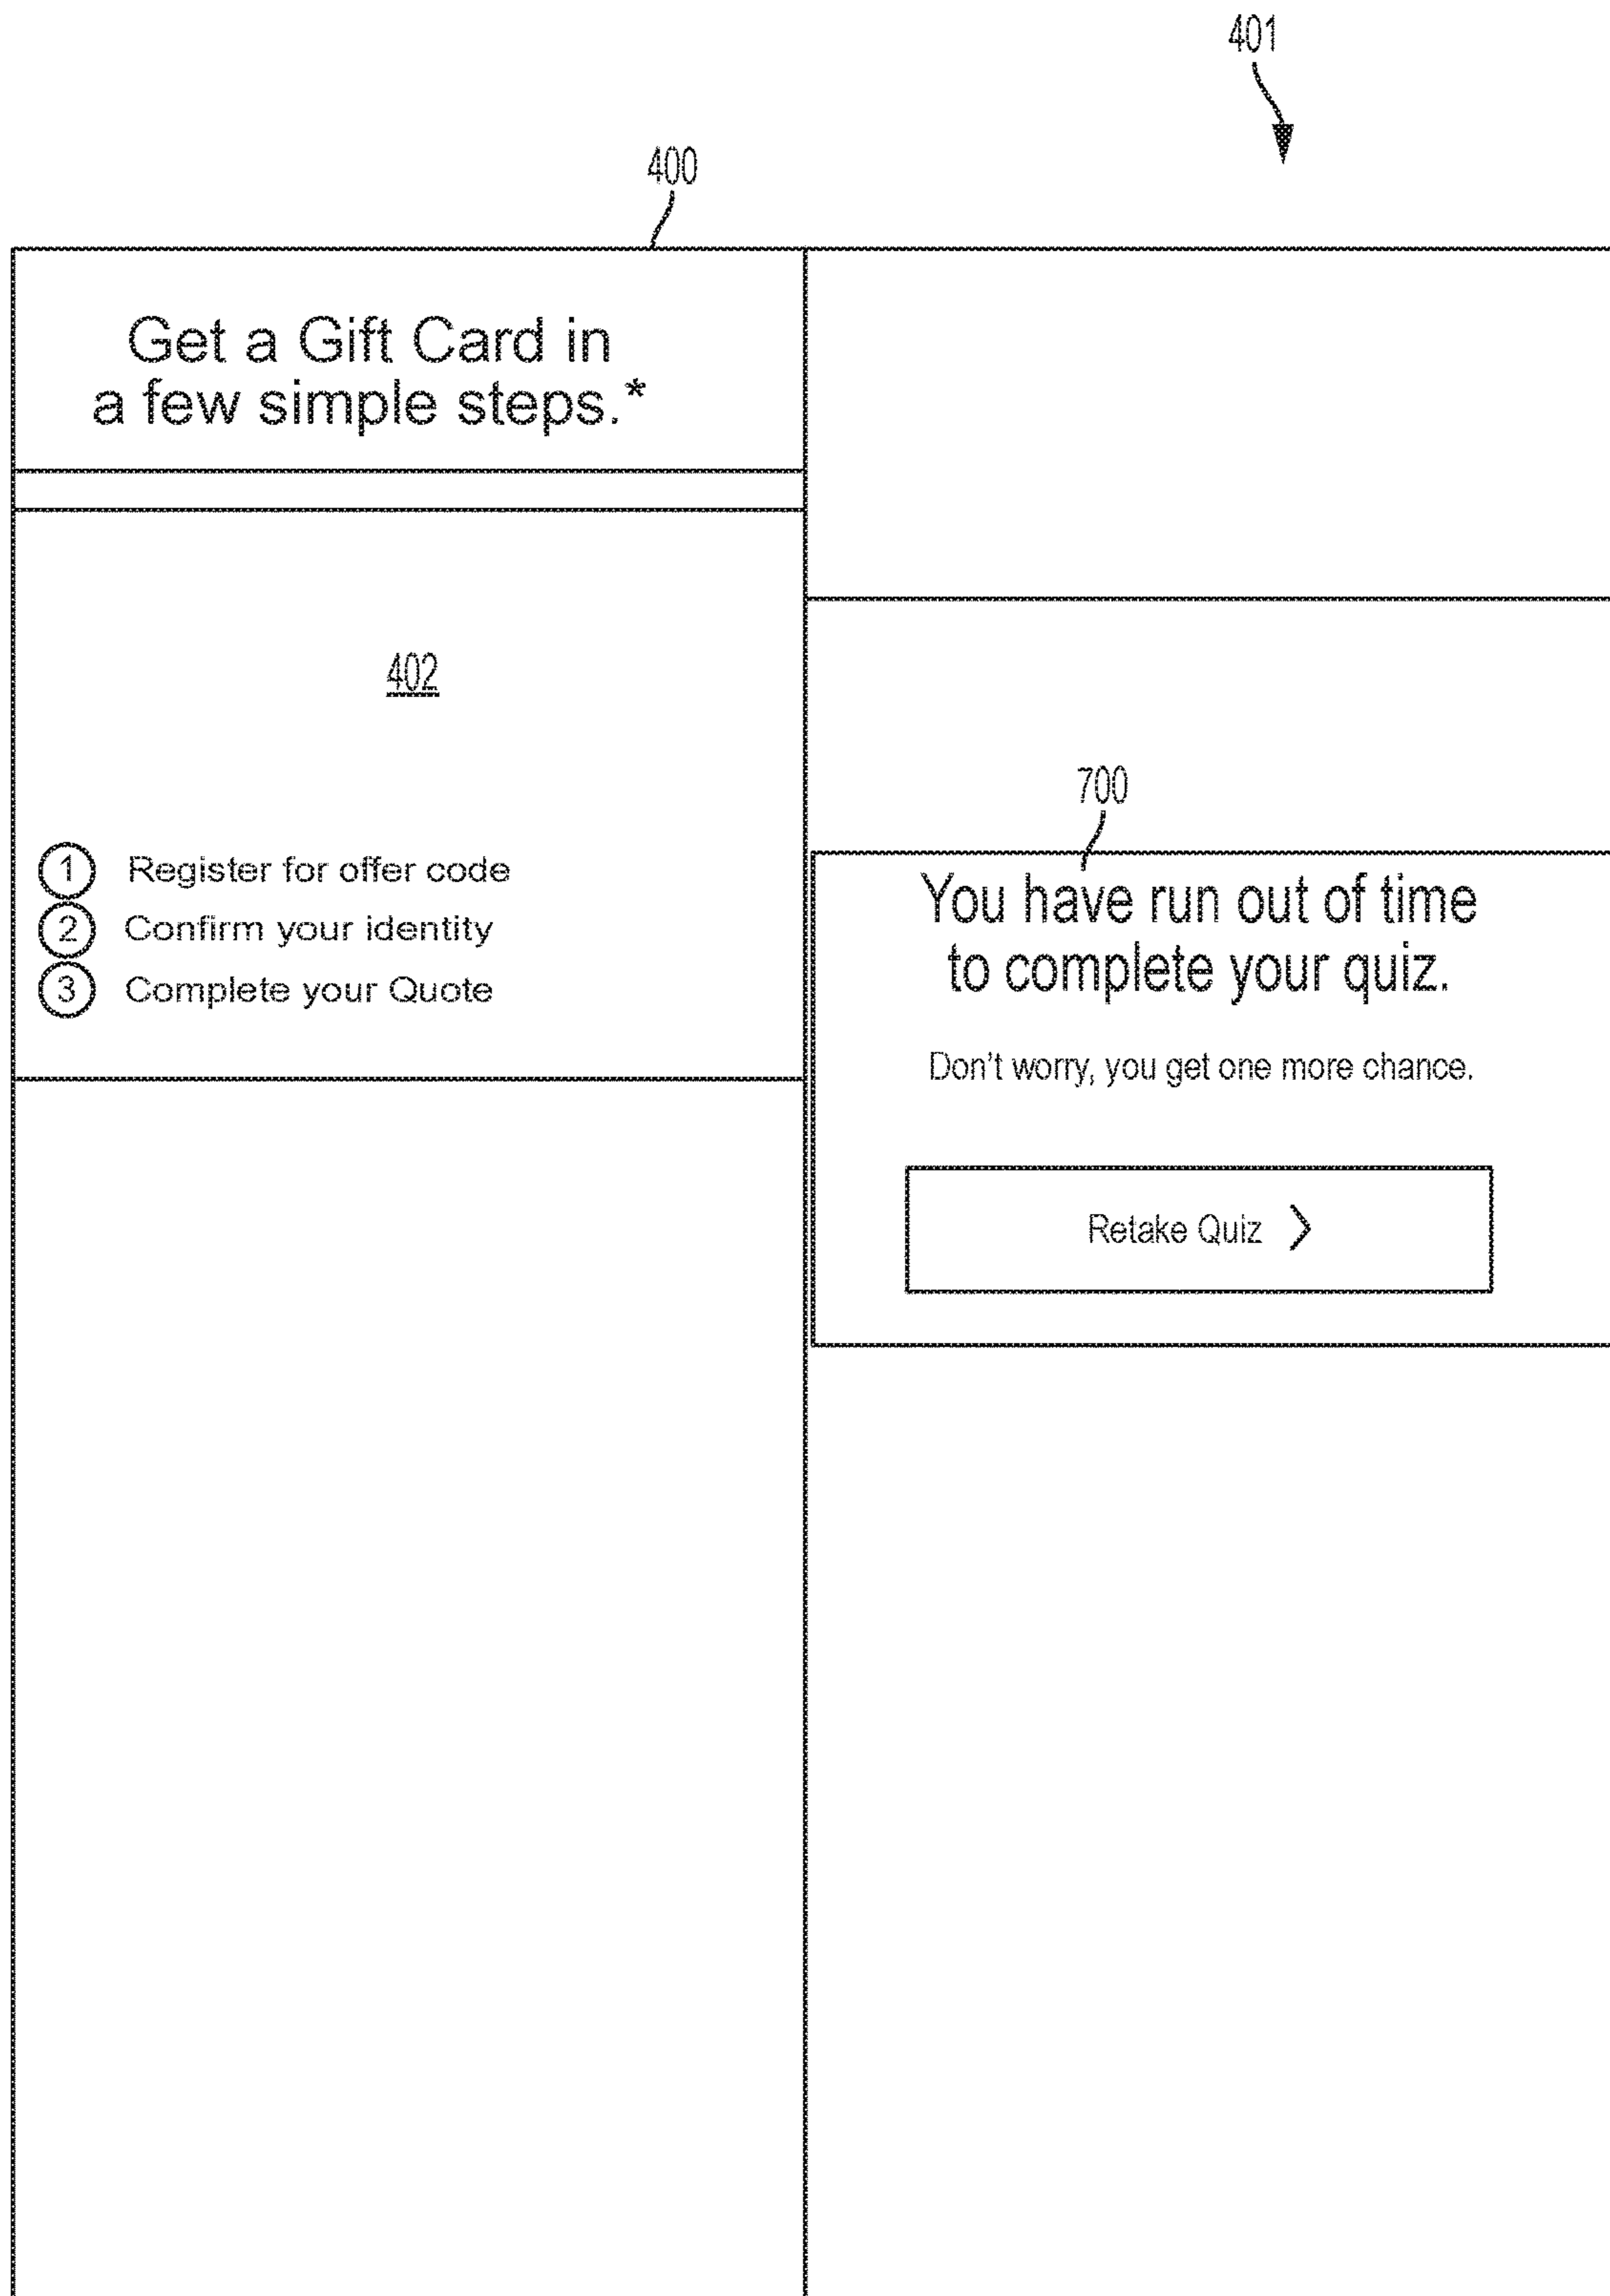 401
400
Get a Gift Card in
a few simple steps.*
402
1 Register for offer code
2 Confirm your identity
3 Complete your Quote
700
You have run out of time
to complete your quiz.
Don't worry, you get one more chance.
Retake Quiz >